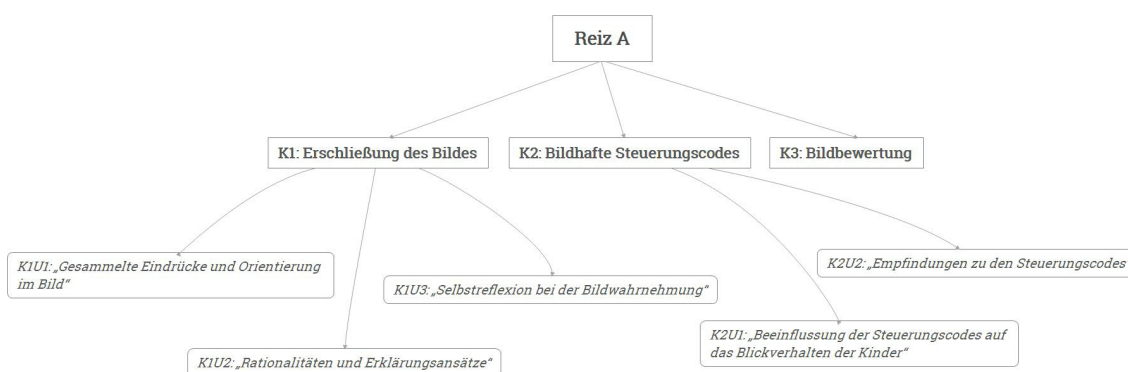 Reiz A
K1: Erschließung des Bildes
K2: Bildhafte Steuerungscodes
K3: Bildbewertung
K1U1: „Gesammelte Eindrücke und Orientierung
im Bild“
K1U3: „Selbstreflexion bei der Bildwahrnehmung“
K2U2: „Empfindungen zu den Steuerungscodes
K2U1: „Beeinflussung der Steuerungscodes auf
das Blickverhalten der Kinder“
K1U2: „Rationalitäten und Erklärungsansätze“